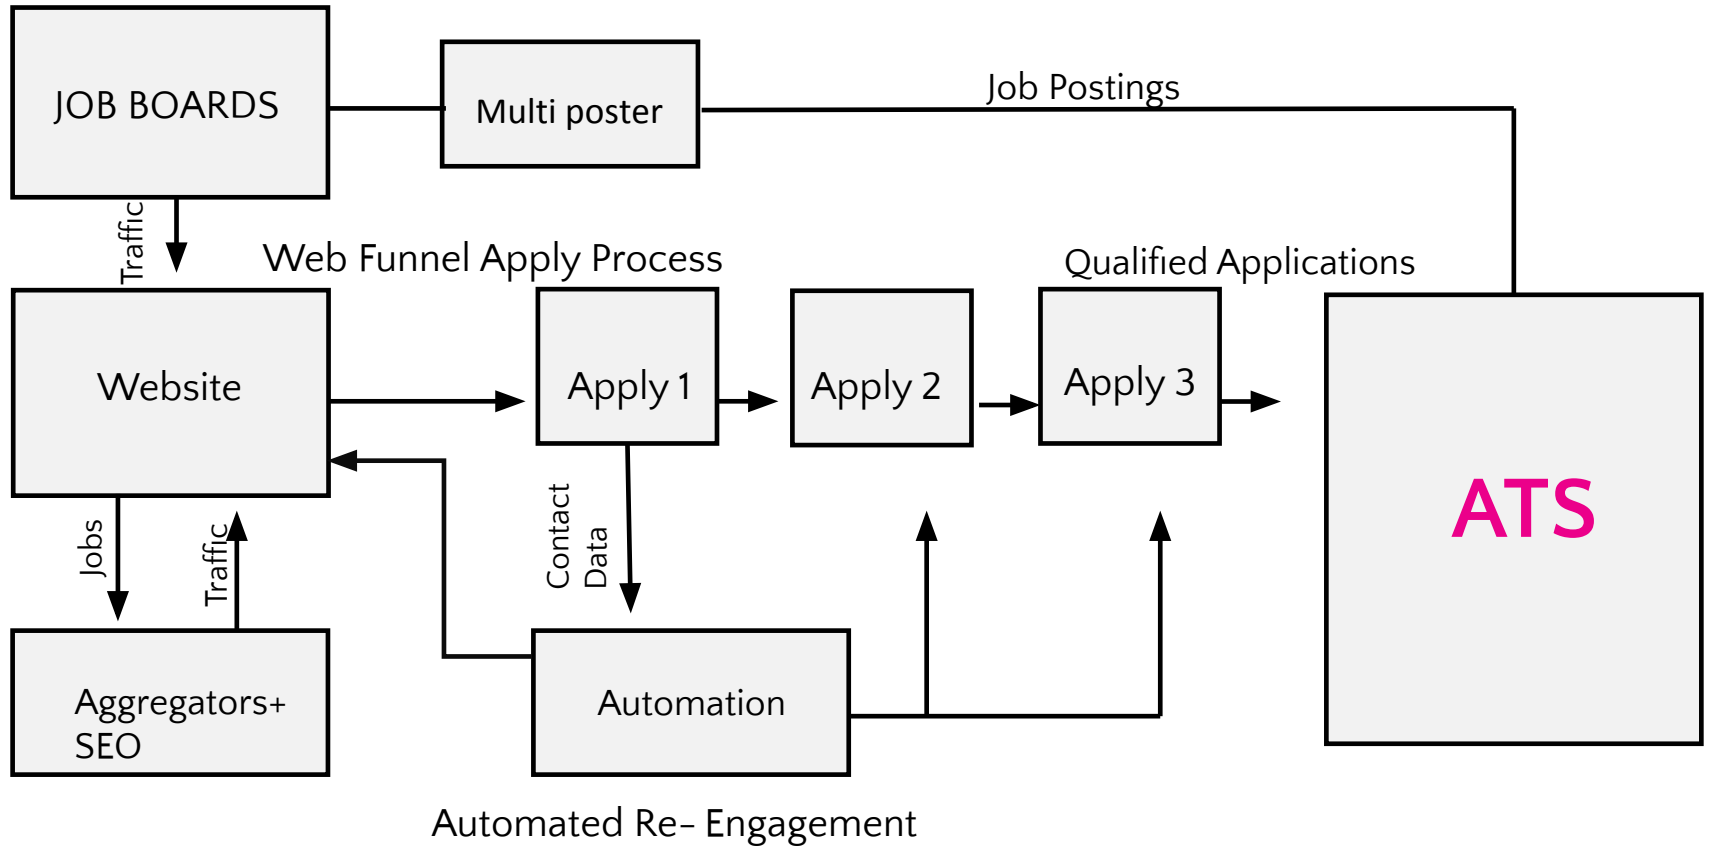 JOB BOARDS
Multi poster
Job Postings
Traffic
Web Funnel Apply Process
Qualified Applications
Website
Apply 1
Apply 2
Apply 3
ATS
Jobs
Traffic
Contact
Data
Aggregators+
SEO
Automation
Automated Re- Engagement